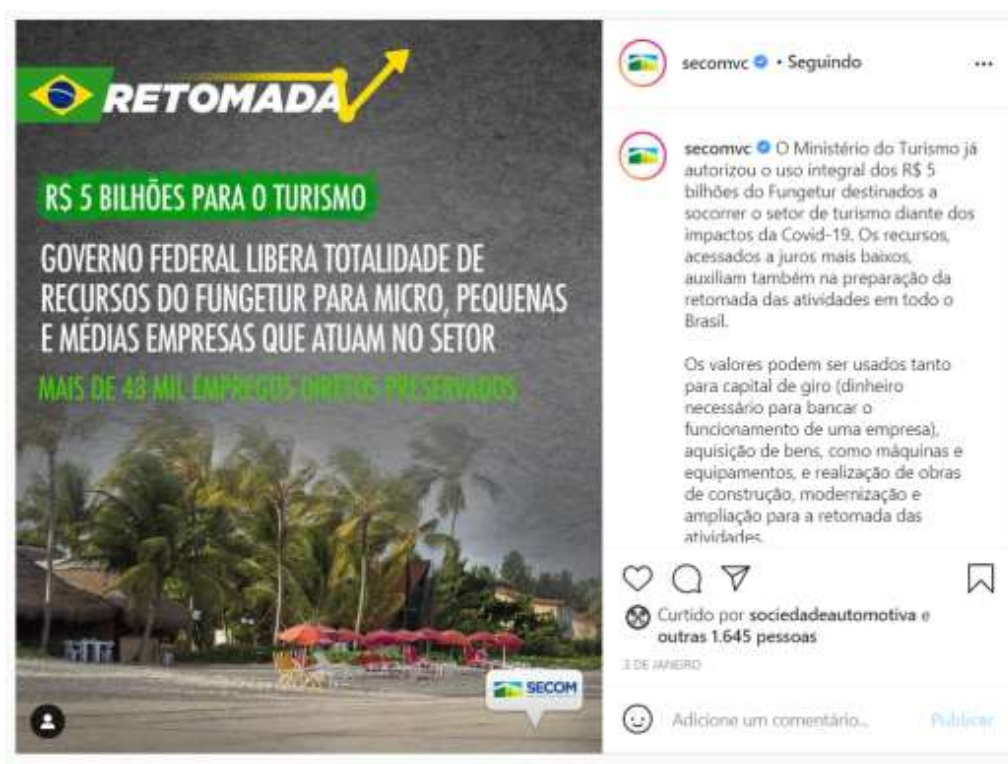 RETOMADA
R$ 5 BILHÕES PARA O TURISMO
GOVERNO FEDERAL LIBERA TOTALIDADE DE
RECURSOS DO FUNGETUR PARA MICRO, PEQUENAS
E MÉDIAS EMPRESAS QUE ATUAM NO SETOR
MAIS DE 43 MIL EMPREGOS DIRETOS PRESERVADOS
SECOM
secomvc • Seguindo
secomvc O Ministério do Turismo já
autorizou o uso integral dos R$ 5
bilhões do Fungetur destinados a
socorrer o setor de turismo diante dos
impactos da Covid-19. Os recursos,
acessados a juros mais baixos,
auxiliam também na preparação da
retomada das atividades em todo o
Brasil.
Os valores podem ser usados tanto
para capital de giro (dinheiro
necessário para bancar o
funcionamento de uma empresa),
aquisição de bens, como máquinas e
equipamentos, e realização de obras
de construção, modernização e
ampliação para a retomada das
atividades.
Curtido por sociedadeautomotiva e
outras 1.645 pessoas
3 DE JANEIRO
Adicione um comentário... Publicar